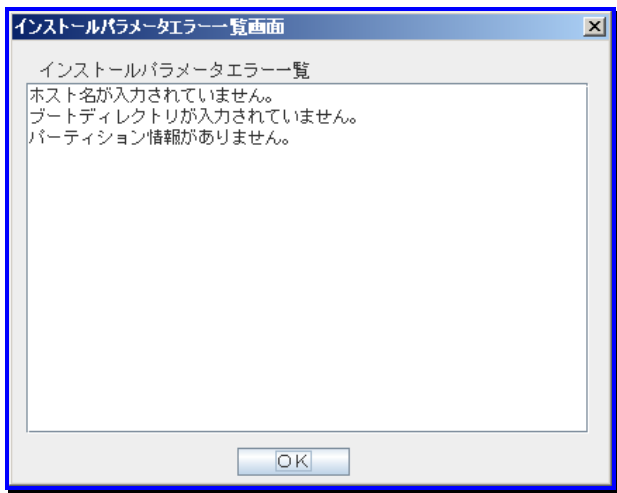 インストールパラメータエラー一覧画面
インストールパラメータエラー一覧
ホスト名が入力されていません。
ブートディレクトリが入力されていません。
パーティション情報がありません。
OK